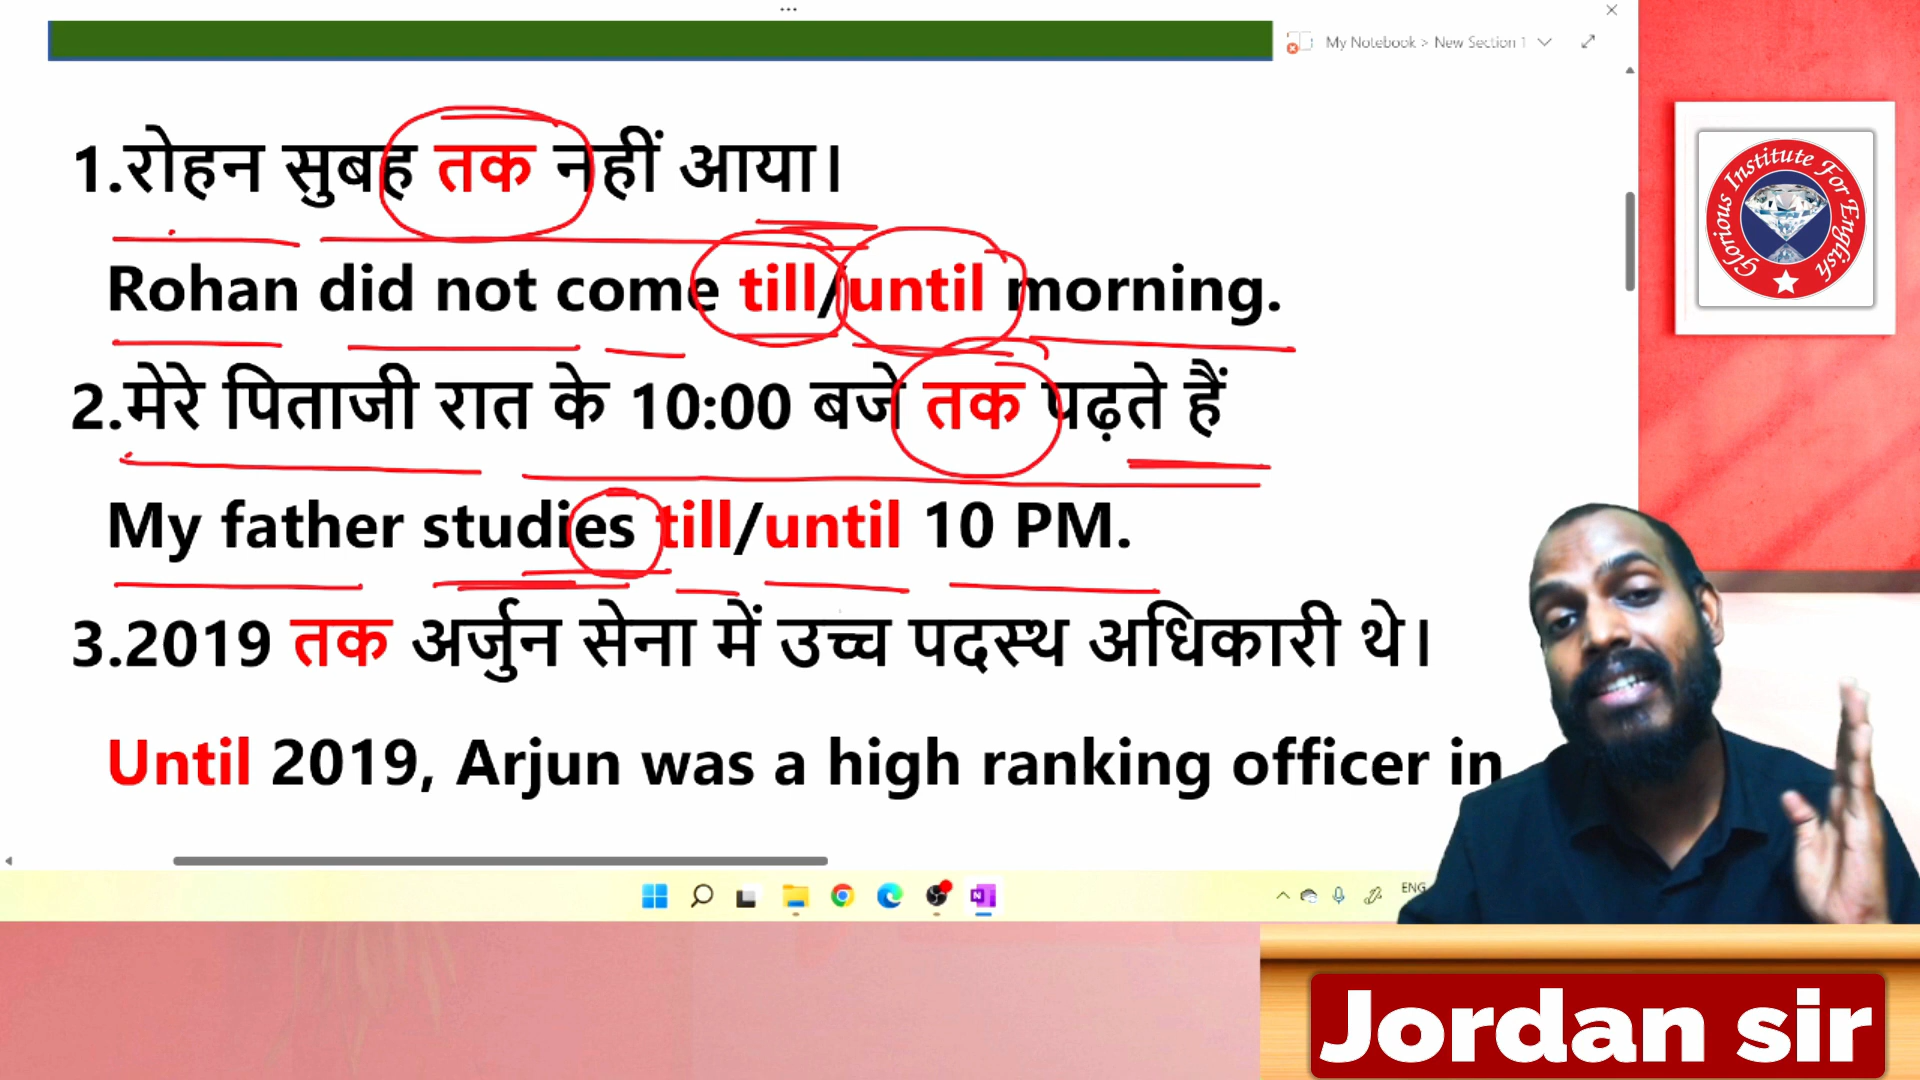 My Notebook > New Section 1
1.रोहन सुबह तक नहीं आया।
Rohan did not come till/until morning.
2.मेरे पिताजी रात के 10:00 बजे तक पढ़ते हैं
My father studies till/until 10 PM.
3.2019 तक अर्जुन सेना में उच्च पदस्थ अधिकारी थे।
Until 2019, Arjun was a high ranking officer in
Glorious Institute For English
ENG
Jordan sir